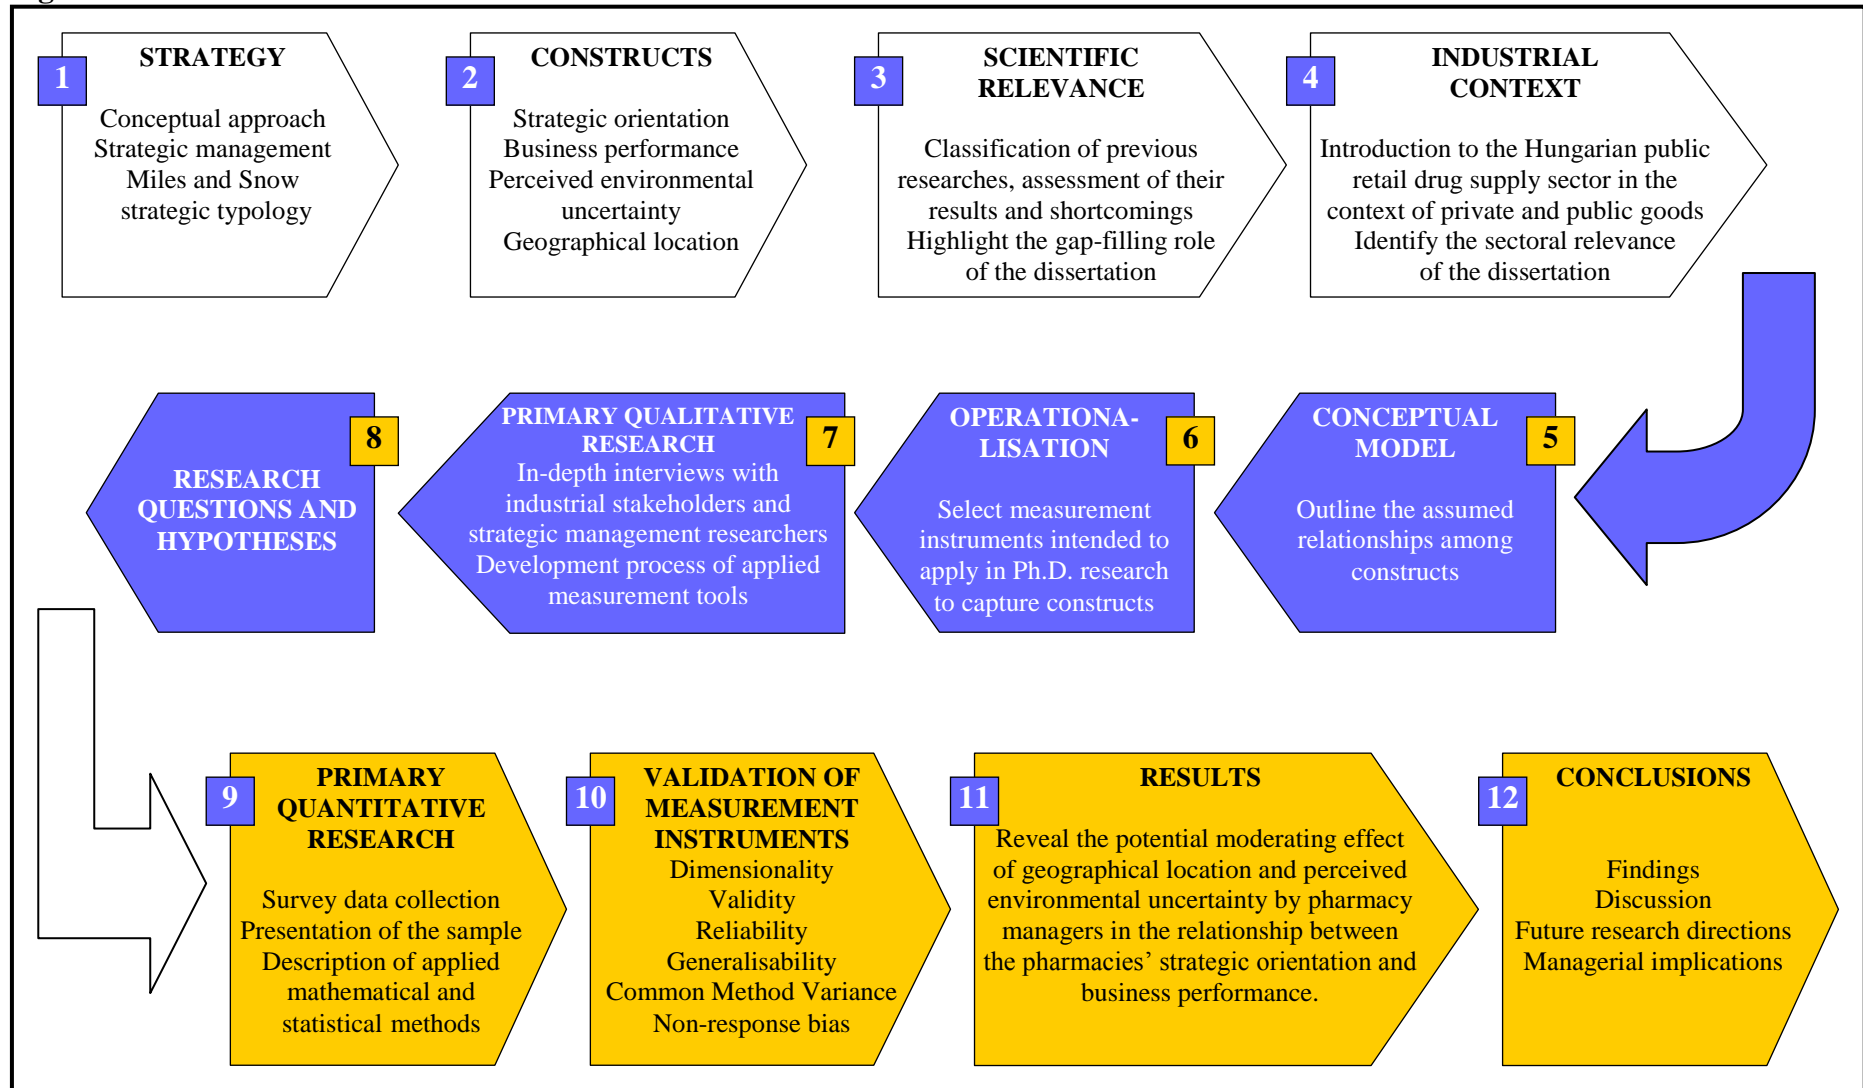 1
STRATEGY
Conceptual approach
Strategic management
Miles and Snow
strategic typology
2
CONSTRUCTS
Strategic orientation
Business performance
Perceived environmental
uncertainty
Geographical location
3
SCIENTIFIC
RELEVANCE
Classification of previous
researches, assessment of their
results and shortcomings
Highlight the gap-filling role
of the dissertation
4
INDUSTRIAL
CONTEXT
Introduction to the Hungarian public
retail drug supply sector in the
context of private and public goods
Identify the sectoral relevance
of the dissertation
5
CONCEPTUAL
MODEL
Outline the assumed
relationships among
constructs
6
OPERATIONA-
LISATION
Select measurement
instruments intended to
apply in Ph.D. research
to capture constructs
7
PRIMARY QUALITATIVE
RESEARCH
In-depth interviews with
industrial stakeholders and
strategic management researchers
Development process of applied
measurement tools
8
RESEARCH
QUESTIONS AND
HYPOTHESES
9
PRIMARY
QUANTITATIVE
RESEARCH
Survey data collection
Presentation of the sample
Description of applied
mathematical and
statistical methods
10
VALIDATION OF
MEASUREMENT
INSTRUMENTS
Dimensionality
Validity
Reliability
Generalisability
Common Method Variance
Non-response bias
11
RESULTS
Reveal the potential moderating effect
of geographical location and perceived
environmental uncertainty by pharmacy
managers in the relationship between
the pharmacies’ strategic orientation and
business performance.
12
CONCLUSIONS
Findings
Discussion
Future research directions
Managerial implications